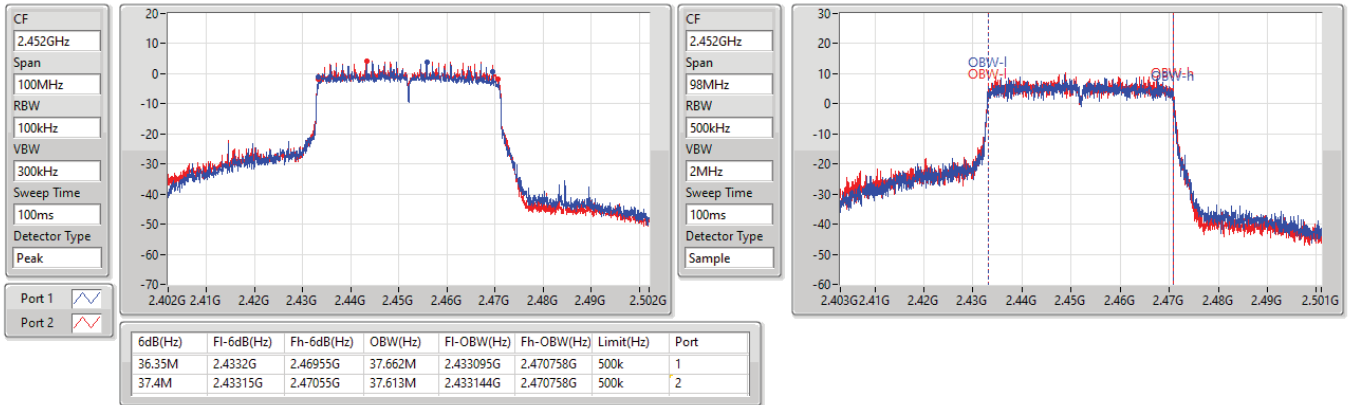 CF
2.452GHz
Span
100MHz
RBW
100kHz
VBW
300kHz
Sweep Time
100ms
Detector Type
Peak
Port 1
Port 2
20-
10-
0-
-10-
-20-
-30-
-40-
-50-
-60-
-70-
2.402G 2.41G 2.42G 2.43G 2.44G 2.45G 2.46G 2.47G 2.48G 2.49G 2.502G
CF
2.452GHz
Span
98MHz
RBW
500kHz
VBW
2MHz
Sweep Time
100ms
Detector Type
Sample
30-
20-
10-
0-
-10-
-20-
-30-
-40-
-50-
-60-
OBW-l
OBW-l
OBW-h
OBW-h
2.403G 2.41G 2.42G 2.43G 2.44G 2.45G 2.46G 2.47G 2.48G 2.49G 2.501G
6dB(Hz) Fl-6dB(Hz) Fh-6dB(Hz) OBW(Hz) Fl-OBW(Hz) Fh-OBW(Hz) Limit(Hz) Port
36.35M 2.4332G 2.46955G 37.662M 2.433095G 2.470758G 500k 1
37.4M 2.43315G 2.47055G 37.613M 2.433144G 2.470758G 500k 2